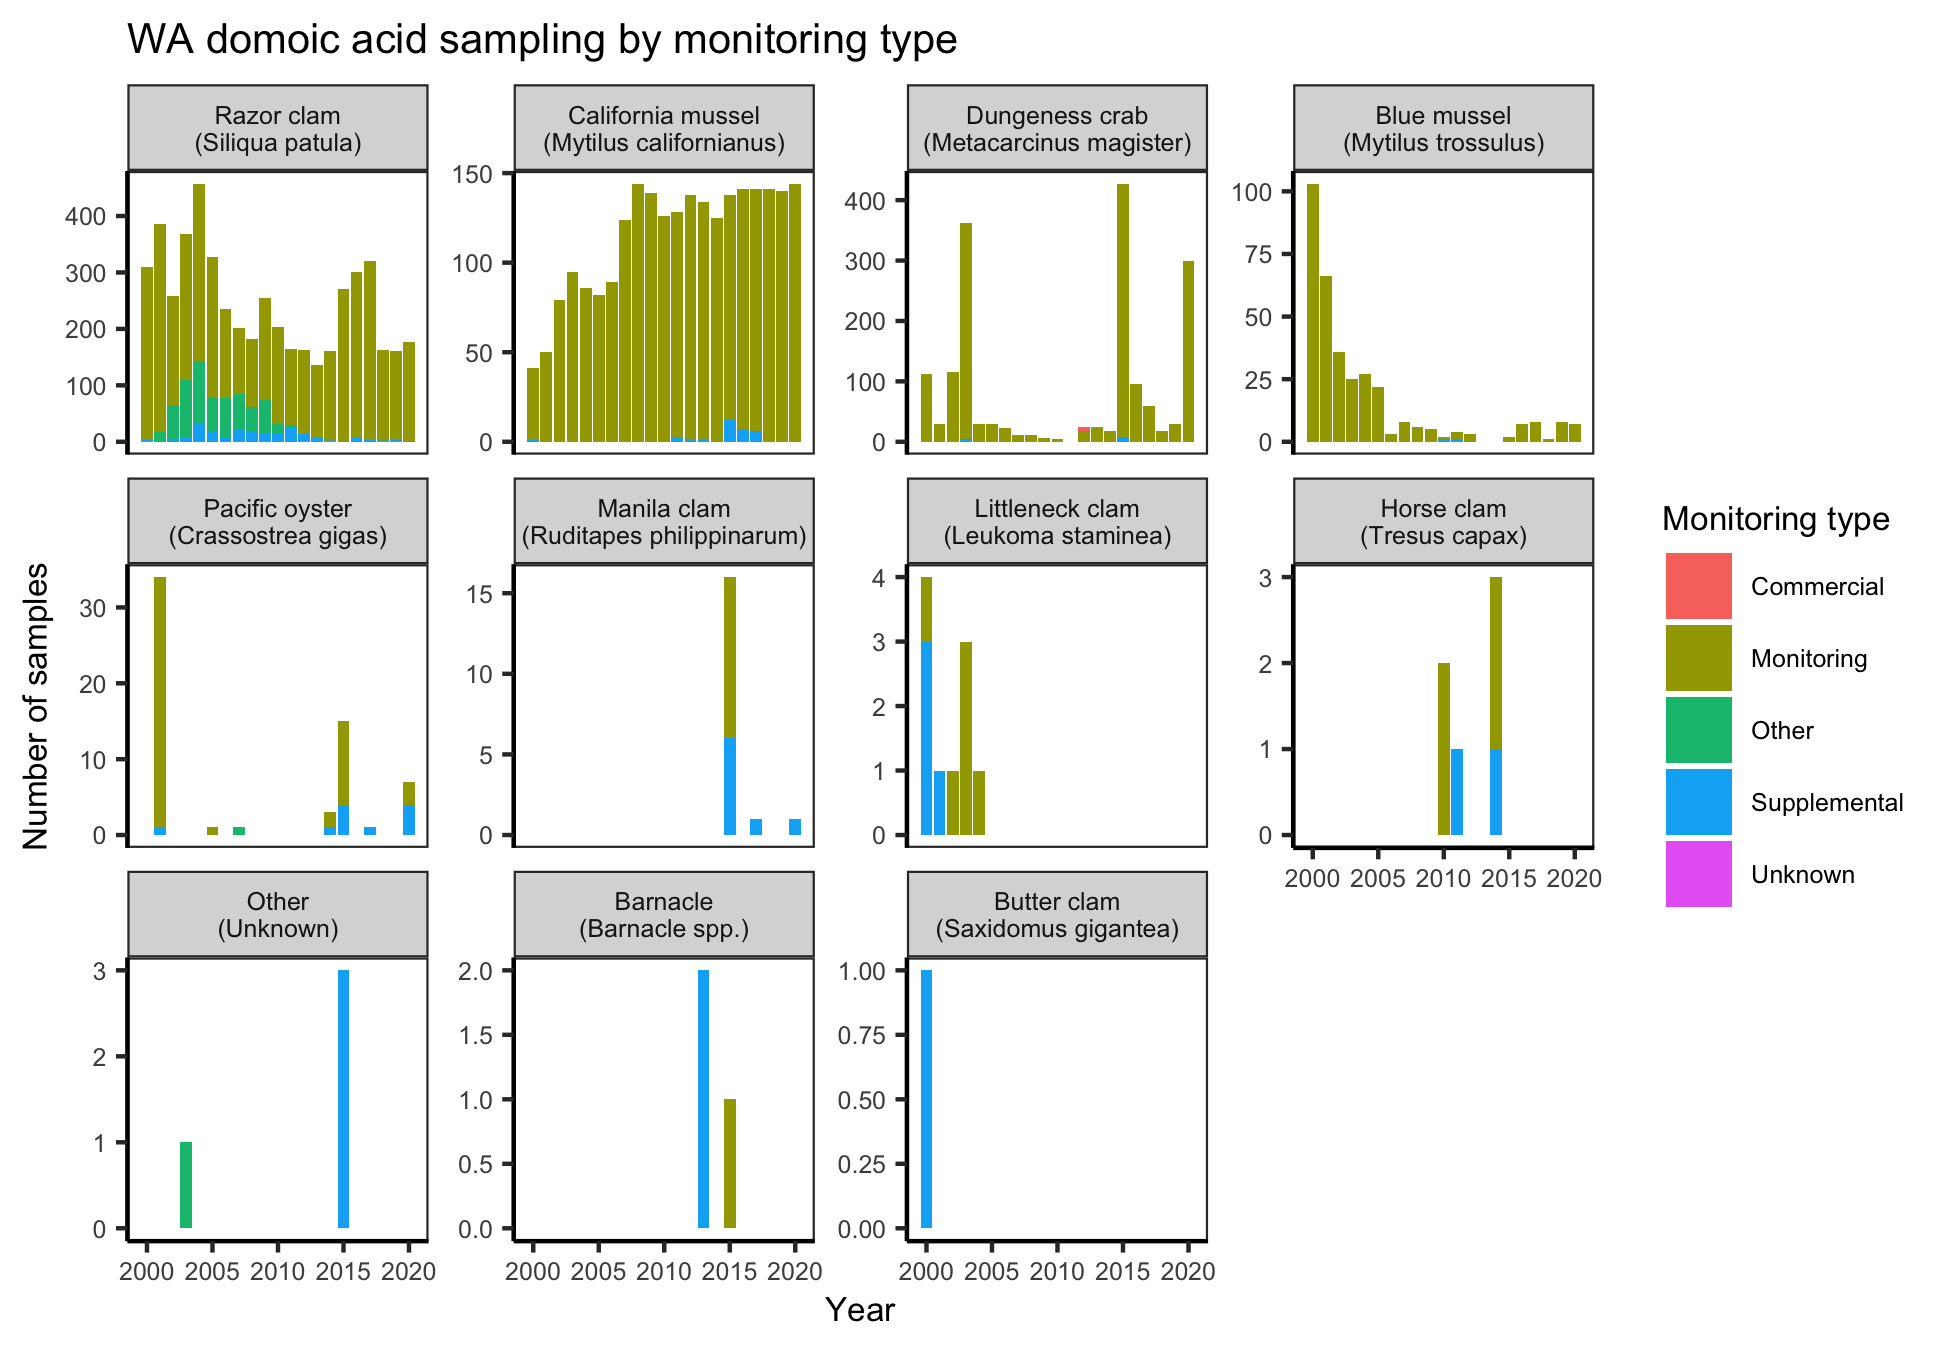 WA domoic acid sampling by monitoring type
Razor clam
(Siliqua patula)
California mussel
(Mytilus californianus)
Dungeness crab
(Metacarcinus magister)
Blue mussel
(Mytilus trossulus)
400
300
200
100
0
150
100
50
0
400
300
200
100
0
100
75
50
25
0
Pacific oyster
(Crassostrea gigas)
Manila clam
(Ruditapes philippinarum)
Littleneck clam
(Leukoma staminea)
Horse clam
(Tresus capax)
30
20
10
0
15
10
5
0
4
3
2
1
0
3
2
1
0
2000 2005 2010 2015 2020
Other
(Unknown)
Barnacle
(Barnacle spp.)
Butter clam
(Saxidomus gigantea)
3
2
1
0
2.0
1.5
1.0
0.5
0.0
1.00
0.75
0.50
0.25
0.00
2000 2005 2010 2015 2020
2000 2005 2010 2015 2020
2000 2005 2010 2015 2020
Year
Number of samples
Monitoring type
Commercial
Monitoring
Other
Supplemental
Unknown